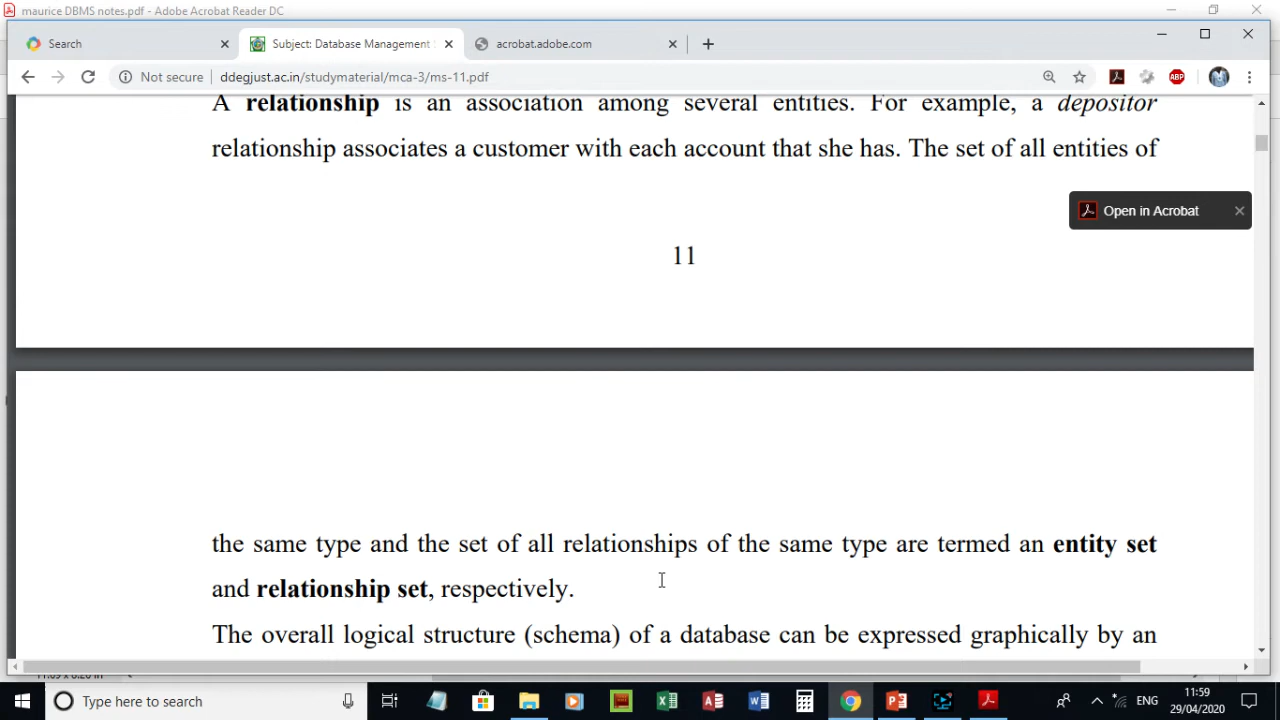 maurice DBMS notes.pdf - Adobe Acrobat Reader DC
Search
Subject: Database Management
acrobat.adobe.com
Not secure
ddegjust.ac.in/studymaterial/mca-3/ms-11.pdf
ABP
A relationship is an association among several entities. For example, a depositor
relationship associates a customer with each account that she has. The set of all entities of
Open in Acrobat
11
the same type and the set of all relationships of the same type are termed an entity set
and relationship set, respectively.
The overall logical structure (schema) of a database can be expressed graphically by an
Type here to search
ENG
11:59
29/04/2020